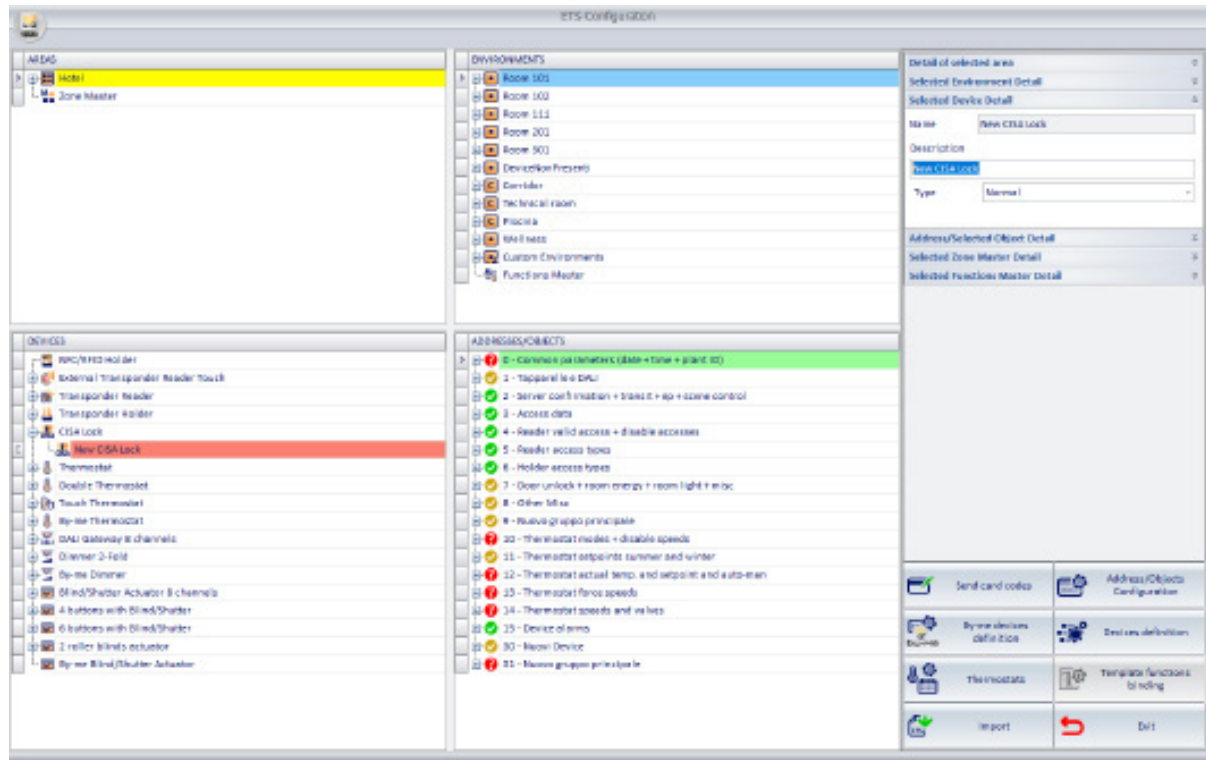 ETS Configuration
AREAS
Hotel
Zone Master
ENVIRONMENTS
Room 101
Room 102
Room 111
Room 201
Room 301
DeviceNonPresenti
Corridor
Technical room
Piscina
Wellness
Custom Environments
Functions Master
Detail of selected area
Selected Environment Detail
Selected Device Detail
Name New CISA Lock
Description
New CISA Lock
Type Normal
Address/Selected Object Detail
Selected Zone Master Detail
Selected Functions Master Detail
DEVICES
NFC/RFID Holder
External Transponder Reader Touch
Transponder Reader
Transponder Holder
CISA Lock
New CISA Lock
Thermostat
Double Thermostat
Touch Thermostat
By-me Thermostat
DALI Gateway 8 channels
Dimmer 2-Fold
By-me Dimmer
Blind/Shutter Actuator 8 channels
4 buttons with Blind/Shutter
6 buttons with Blind/Shutter
2 roller blinds actuator
By-me Blind/Shutter Actuator
ADDRESSES/OBJECTS
0 - Common parameters (date + time + plant ID)
1 - Tapparelle e DALI
2 - Server confirmation + transit + ep + scene control
3 - Access data
4 - Reader valid access + disable accesses
5 - Reader access types
6 - Holder access types
7 - Door unlock + room energy + room light + misc
8 - Other Misc
9 - Nuovo gruppo principale
10 - Thermostat modes + disable speeds
11 - Thermostat setpoints summer and winter
12 - Thermostat actual temp. and setpoint and auto-man
13 - Thermostat force speeds
14 - Thermostat speeds and valves
15 - Device alarms
30 - Nuovi Device
31 - Nuovo gruppo principale
Send card codes
Address/Objects Configuration
By-me devices definition
Devices definition
Thermostats
Template functions binding
Import
Exit